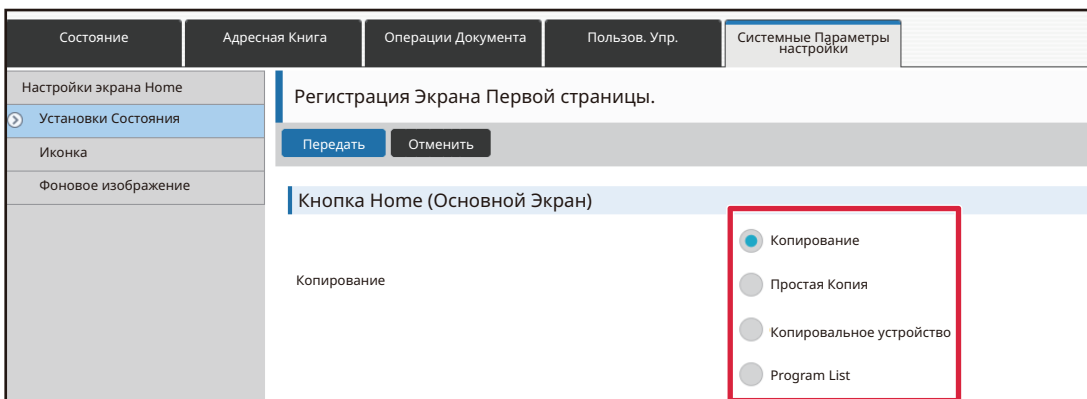 Состояние
Адресная Книга
Операции Документа
Пользов. Упр.
Системные Параметры
настройки
Настройки экрана Home
Установки Состояния
Иконка
Фоновое изображение
Регистрация Экрана Первой страницы.
Передать
Отменить
Кнопка Home (Основной Экран)
Копирование
Копирование
Простая Копия
Копировальное устройство
Program List